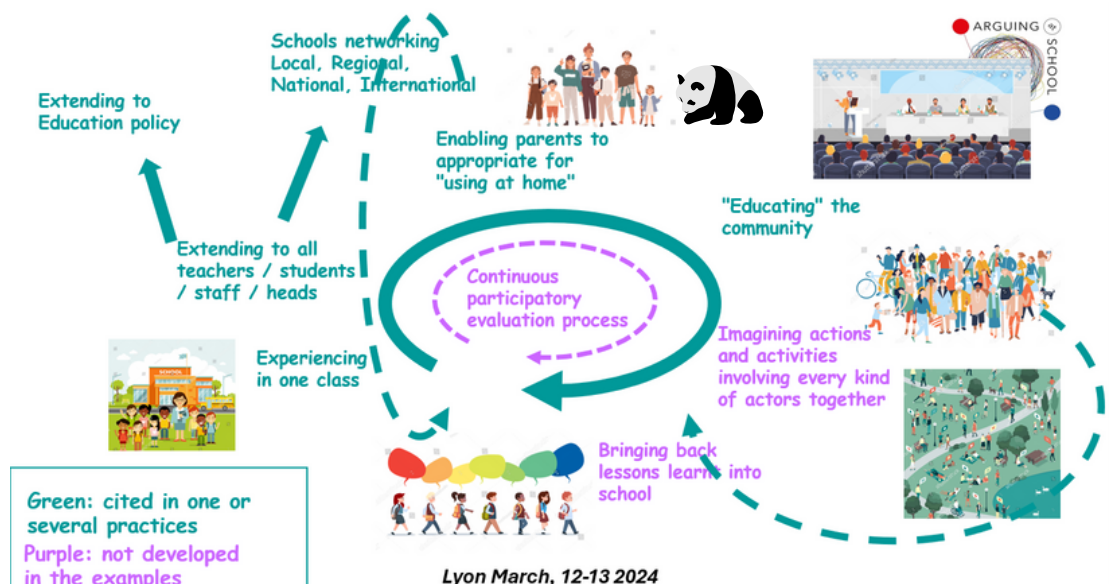 Schools networking
Local, Regional,
National, International
ARGUING @
SCHOOL
Extending to
Education policy
Enabling parents to
appropriate for
"using at home"
"Educating" the
community
Extending to all
teachers / students
/ staff / heads
Continuous
participatory
evaluation process
Imagining actions
and activities
involving every kind
of actors together
SCHOOL
Experiencing
in one class
Bringing back
lessons learnt into
school
Green: cited in one or
several practices
Purple: not developed
in the examples
Lyon March, 12-13 2024